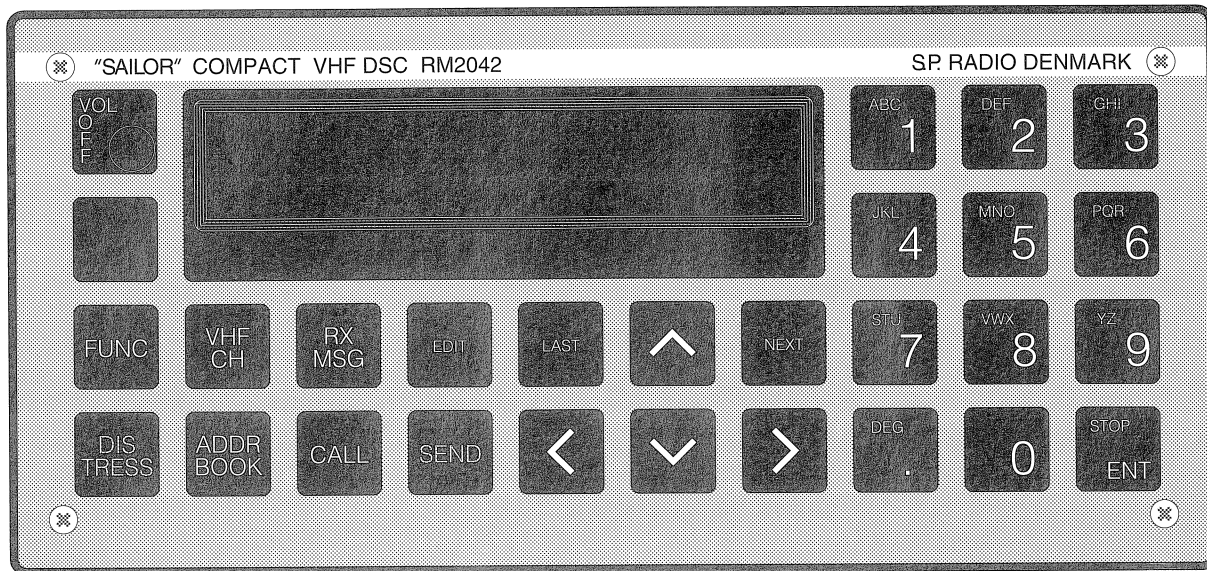 "SAILOR" COMPACT VHF DSC RM2042
S.P. RADIO DENMARK
VOL
O
F
F
ABC
1
DEF
2
GHI
3
JKL
4
MNO
5
PQR
6
FUNC
VHF
CH
RX
MSG
EDIT
LAST
NEXT
STU
7
VWX
8
YZ
9
DIS
TRESS
ADDR
BOOK
CALL
SEND
DEG
.
0
STOP
ENT